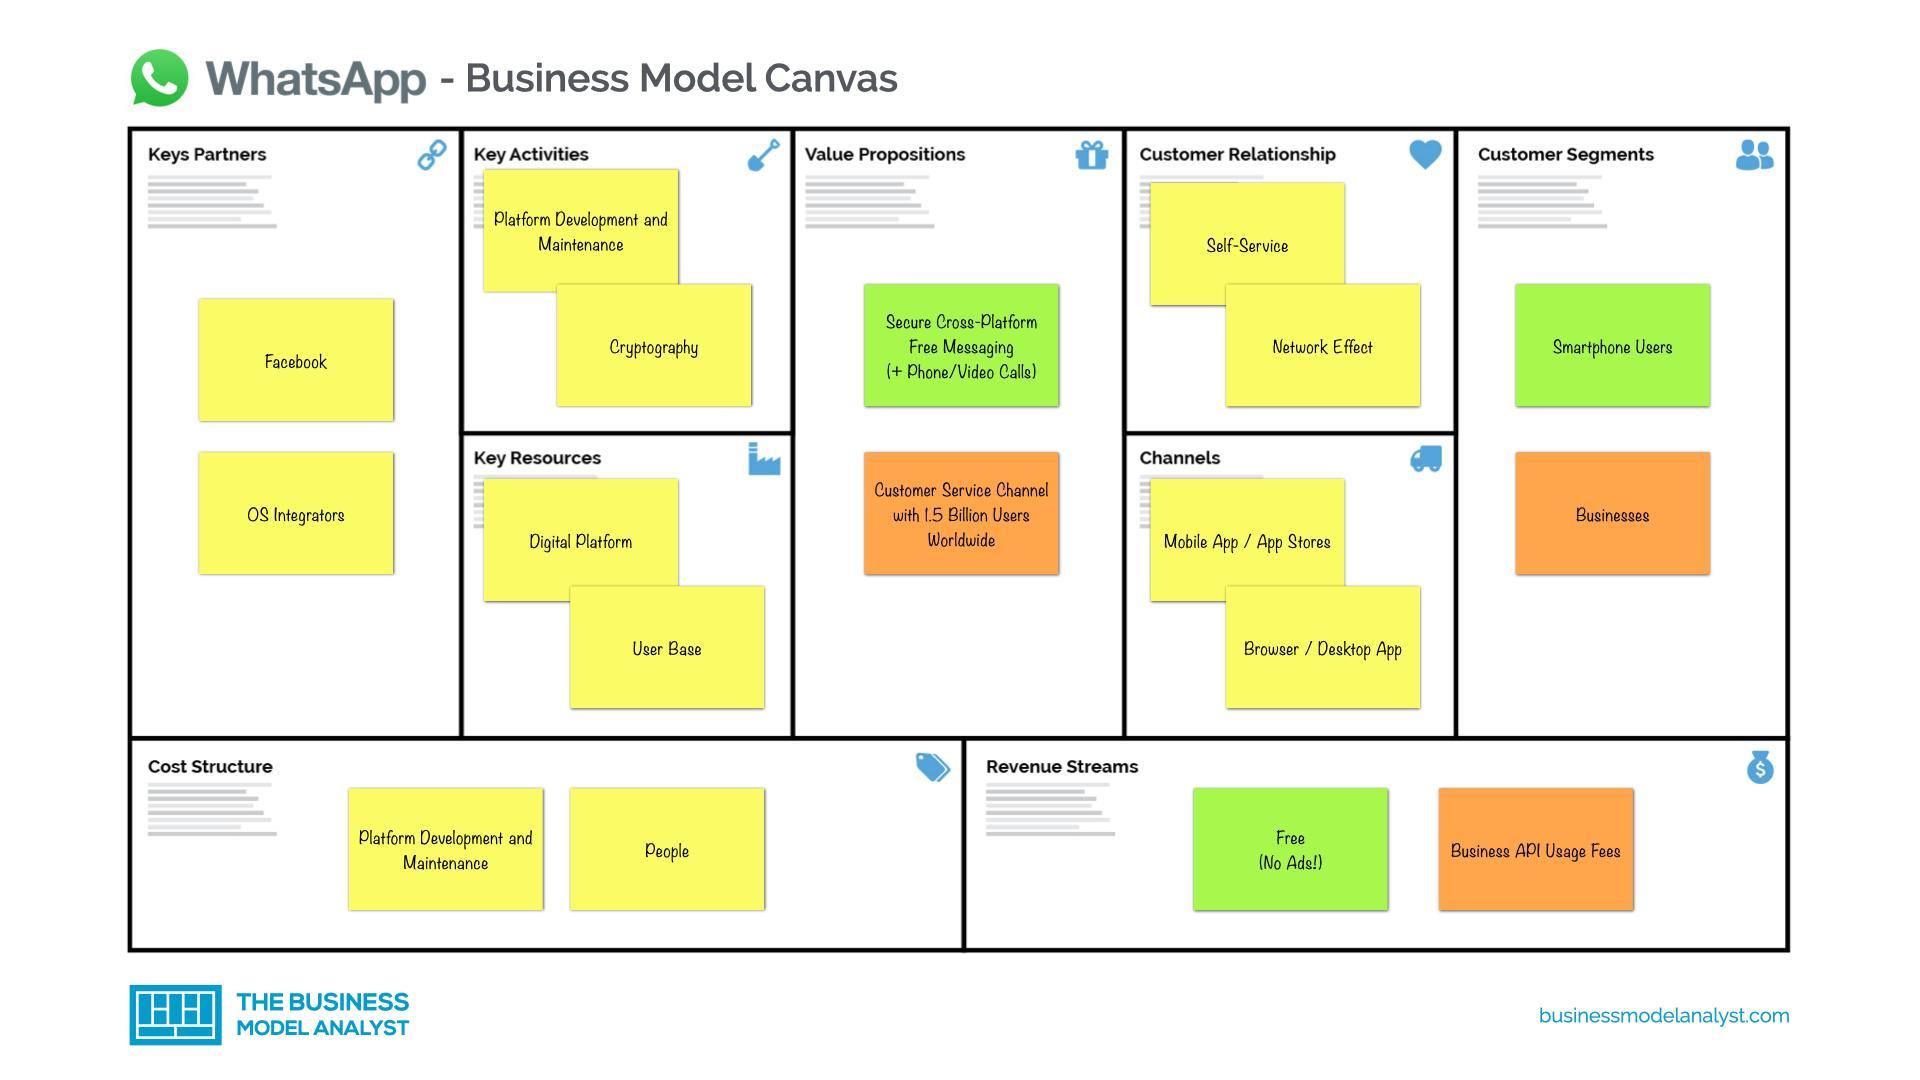 WhatsApp - Business Model Canvas
Keys Partners
Facebook
OS Integrators
Key Activities
Platform Development and
Maintenance
Cryptography
Key Resources
Digital Platform
User Base
Value Propositions
Secure Cross-Platform
Free Messaging
(+ Phone/Video Calls)
Customer Service Channel
with 1.5 Billion Users
Worldwide
Customer Relationship
Self-Service
Network Effect
Channels
Mobile App / App Stores
Browser / Desktop App
Customer Segments
Smartphone Users
Businesses
Cost Structure
Platform Development and
Maintenance
People
Revenue Streams
$
Free
(No Ads!)
Business API Usage Fees
THE BUSINESS
MODEL ANALYST
businessmodelanalyst.com